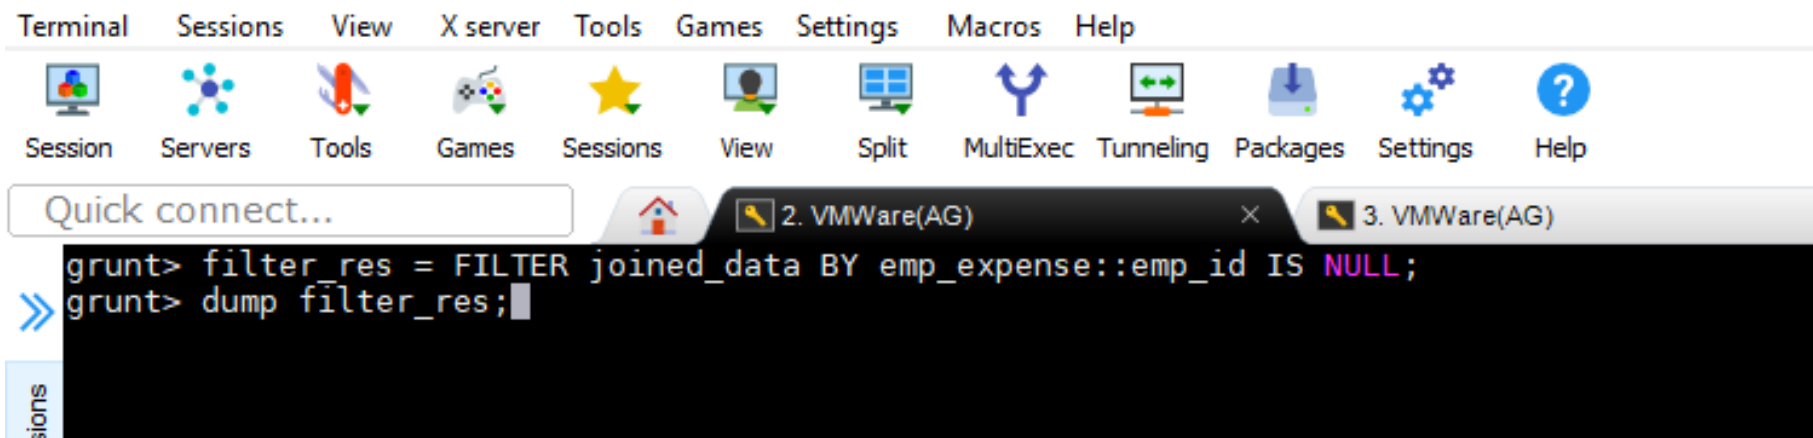 Terminal Sessions View X server Tools Games Settings Macros Help
Session Servers Tools Games Sessions View Split MultiExec Tunneling Packages Settings Help
Quick connect... 2. VMWare(AG) × 3. VMWare(AG)
grunt> filter_res = FILTER joined_data BY emp_expense::emp_id IS NULL;
grunt> dump filter_res;
sions